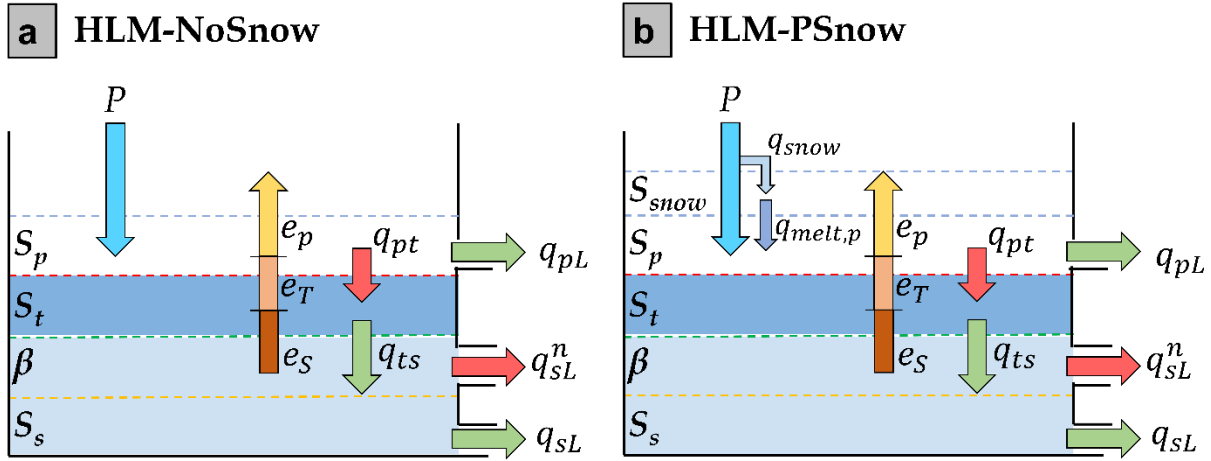 a HLM-NoSnow
P
S_p
e_p
q_pt
q_pL
S_t
e_T
β
e_S
q_ts
q_sL^n
S_s
q_sL
b HLM-PSnow
P
q_snow
S_snow
q_melt,p
S_p
e_p
q_pt
q_pL
S_t
e_T
β
e_S
q_ts
q_sL^n
S_s
q_sL